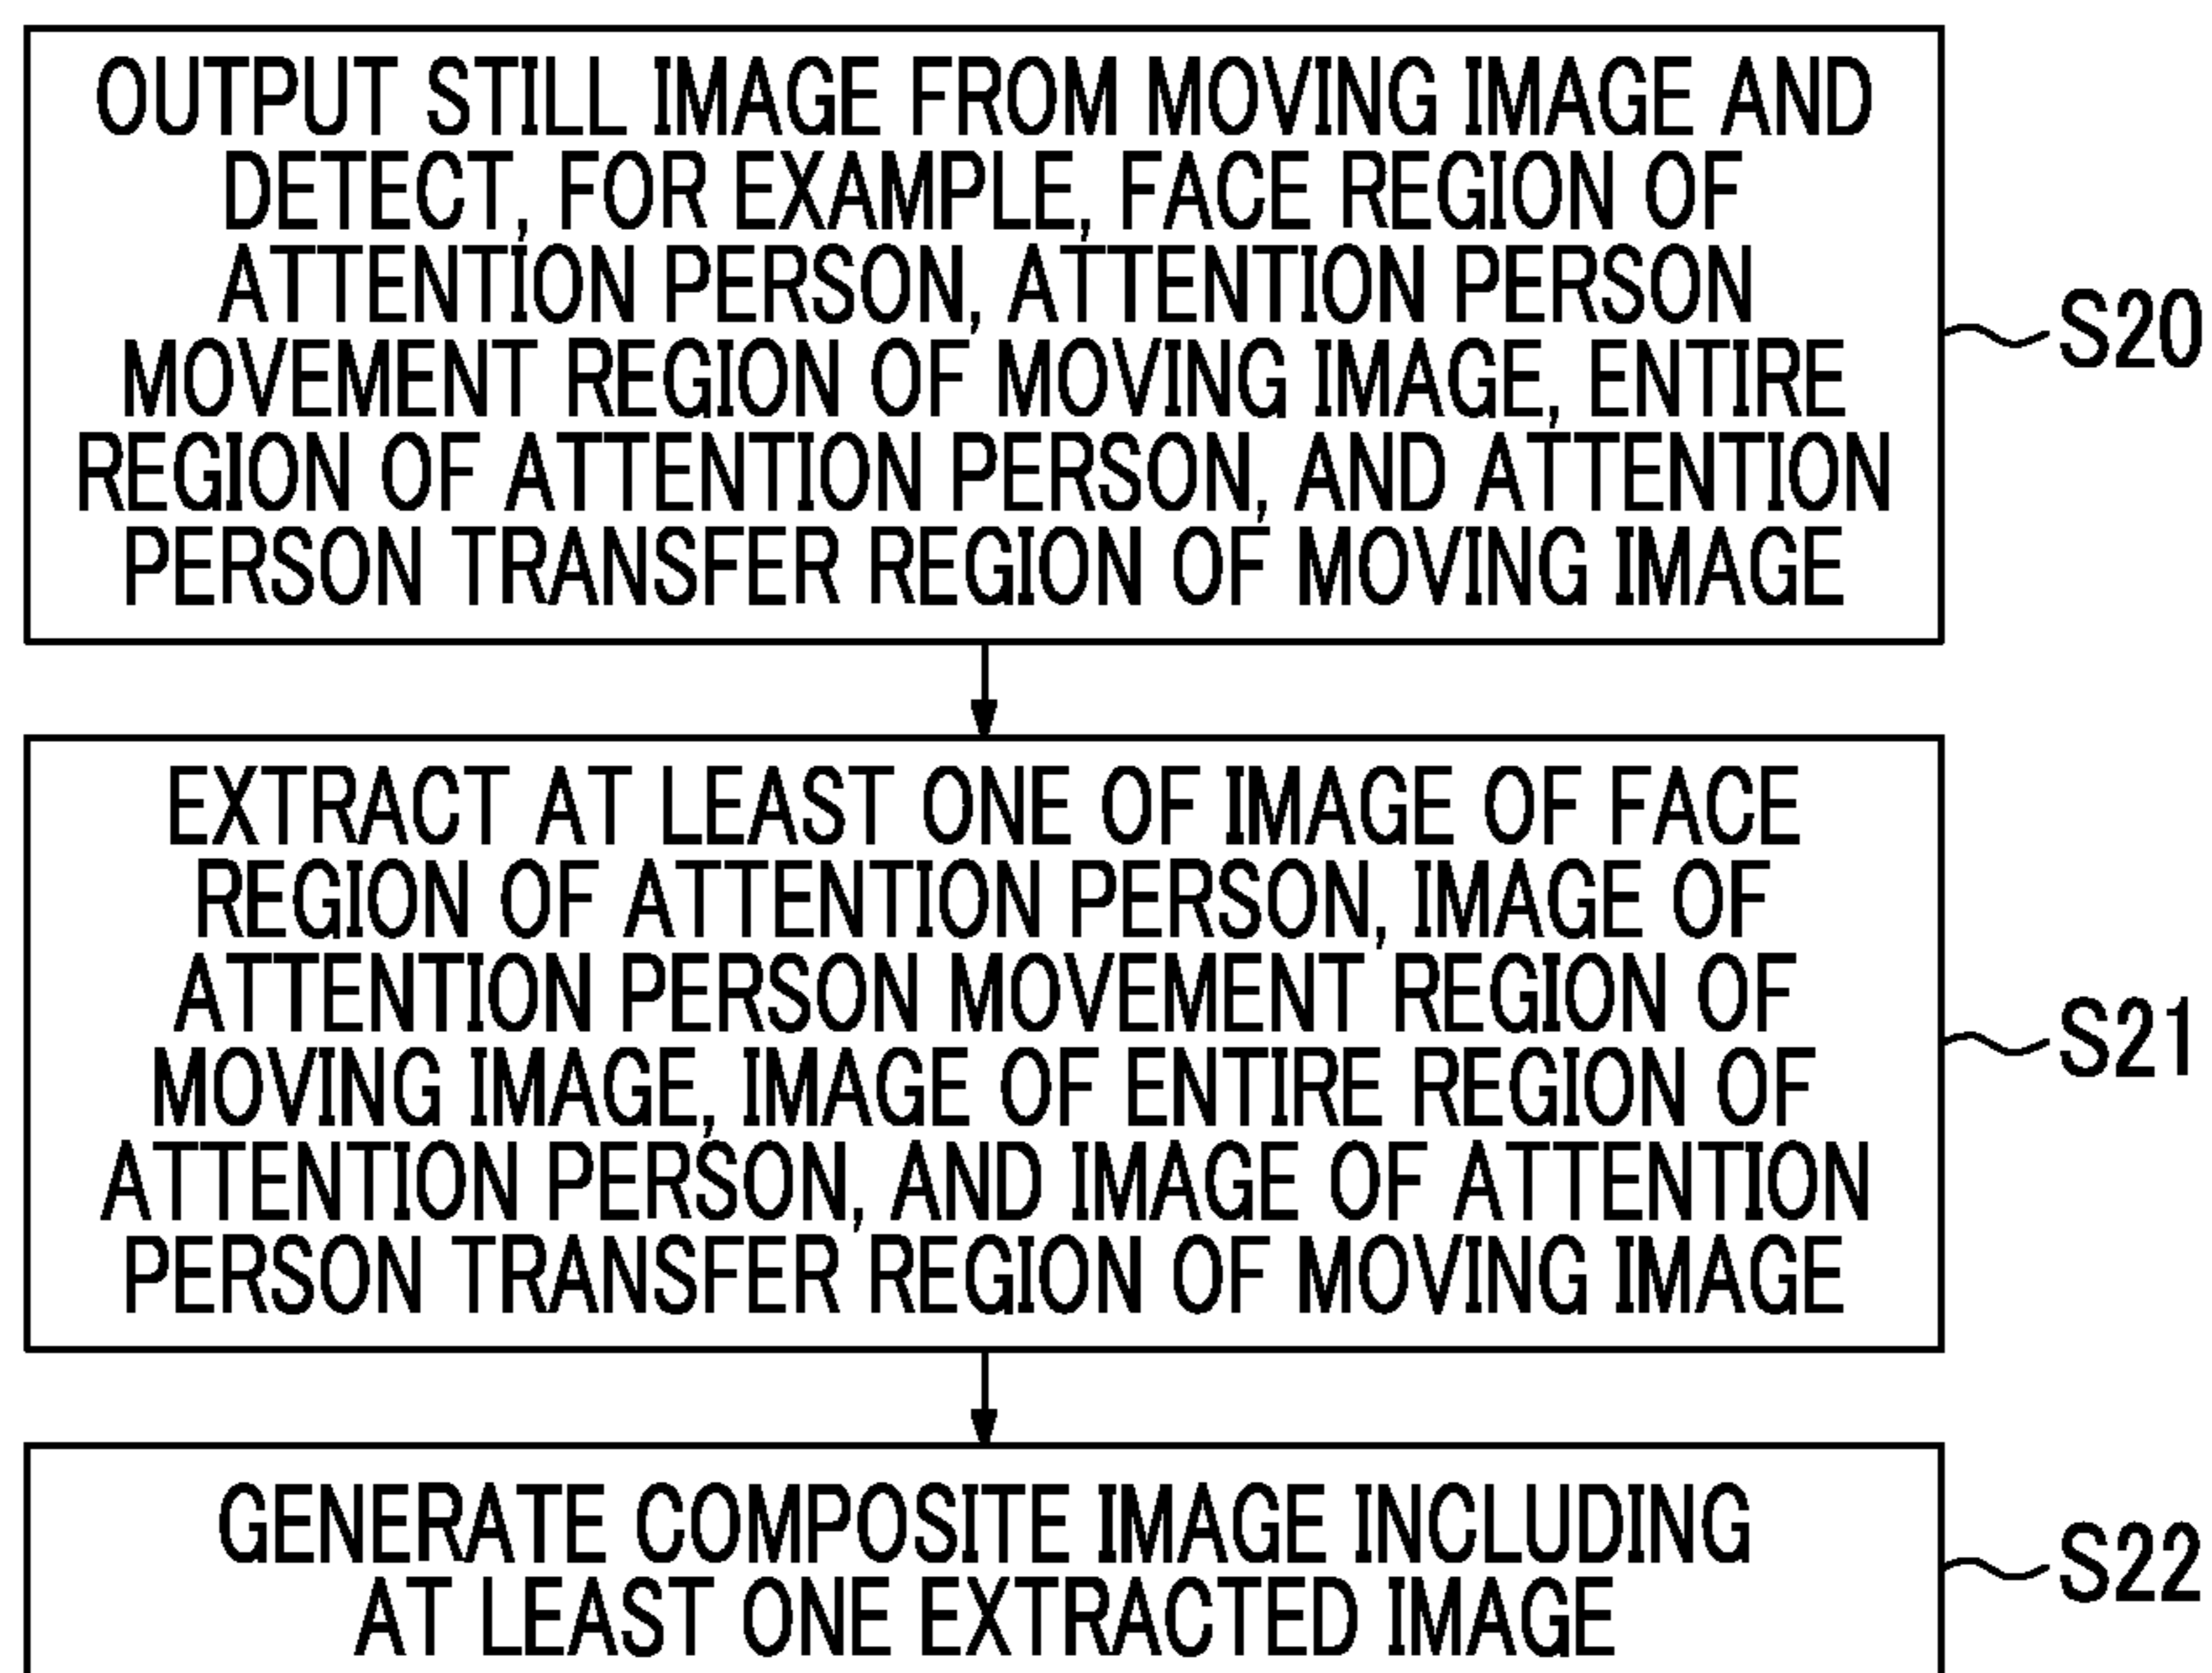 OUTPUT STILL IMAGE FROM MOVING IMAGE AND
DETECT, FOR EXAMPLE, FACE REGION OF
ATTENTION PERSON, ATTENTION PERSON
MOVEMENT REGION OF MOVING IMAGE, ENTIRE
REGION OF ATTENTION PERSON, AND ATTENTION
PERSON TRANSFER REGION OF MOVING IMAGE
S20
EXTRACT AT LEAST ONE OF IMAGE OF FACE
REGION OF ATTENTION PERSON, IMAGE OF
ATTENTION PERSON MOVEMENT REGION OF
MOVING IMAGE, IMAGE OF ENTIRE REGION OF
ATTENTION PERSON, AND IMAGE OF ATTENTION
PERSON TRANSFER REGION OF MOVING IMAGE
S21
GENERATE COMPOSITE IMAGE INCLUDING
AT LEAST ONE EXTRACTED IMAGE
S22